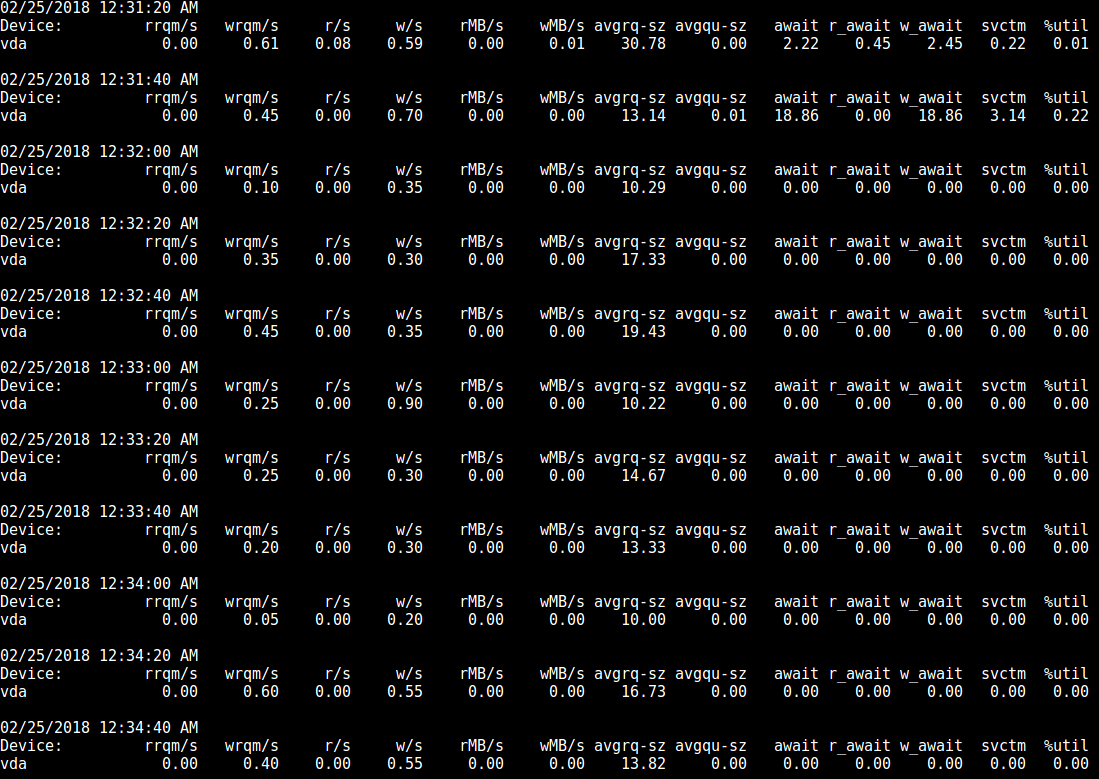 02/25/2018 12:31:20 AM
Device: rrqm/s wrqm/s r/s w/s rMB/s wMB/s avgrq-sz avgqu-sz await r_await w_await svctm %util
vda 0.00 0.61 0.08 0.59 0.00 0.01 30.78 0.00 2.22 0.45 2.45 0.22 0.01
02/25/2018 12:31:40 AM
Device: rrqm/s wrqm/s r/s w/s rMB/s wMB/s avgrq-sz avgqu-sz await r_await w_await svctm %util
vda 0.00 0.45 0.00 0.70 0.00 0.00 13.14 0.01 18.86 0.00 18.86 3.14 0.22
02/25/2018 12:32:00 AM
Device: rrqm/s wrqm/s r/s w/s rMB/s wMB/s avgrq-sz avgqu-sz await r_await w_await svctm %util
vda 0.00 0.10 0.00 0.35 0.00 0.00 10.29 0.00 0.00 0.00 0.00 0.00 0.00
02/25/2018 12:32:20 AM
Device: rrqm/s wrqm/s r/s w/s rMB/s wMB/s avgrq-sz avgqu-sz await r_await w_await svctm %util
vda 0.00 0.35 0.00 0.30 0.00 0.00 17.33 0.00 0.00 0.00 0.00 0.00 0.00
02/25/2018 12:32:40 AM
Device: rrqm/s wrqm/s r/s w/s rMB/s wMB/s avgrq-sz avgqu-sz await r_await w_await svctm %util
vda 0.00 0.45 0.00 0.35 0.00 0.00 19.43 0.00 0.00 0.00 0.00 0.00 0.00
02/25/2018 12:33:00 AM
Device: rrqm/s wrqm/s r/s w/s rMB/s wMB/s avgrq-sz avgqu-sz await r_await w_await svctm %util
vda 0.00 0.25 0.00 0.90 0.00 0.00 10.22 0.00 0.00 0.00 0.00 0.00 0.00
02/25/2018 12:33:20 AM
Device: rrqm/s wrqm/s r/s w/s rMB/s wMB/s avgrq-sz avgqu-sz await r_await w_await svctm %util
vda 0.00 0.25 0.00 0.30 0.00 0.00 14.67 0.00 0.00 0.00 0.00 0.00 0.00
02/25/2018 12:33:40 AM
Device: rrqm/s wrqm/s r/s w/s rMB/s wMB/s avgrq-sz avgqu-sz await r_await w_await svctm %util
vda 0.00 0.20 0.00 0.30 0.00 0.00 13.33 0.00 0.00 0.00 0.00 0.00 0.00
02/25/2018 12:34:00 AM
Device: rrqm/s wrqm/s r/s w/s rMB/s wMB/s avgrq-sz avgqu-sz await r_await w_await svctm %util
vda 0.00 0.05 0.00 0.20 0.00 0.00 10.00 0.00 0.00 0.00 0.00 0.00 0.00
02/25/2018 12:34:20 AM
Device: rrqm/s wrqm/s r/s w/s rMB/s wMB/s avgrq-sz avgqu-sz await r_await w_await svctm %util
vda 0.00 0.60 0.00 0.55 0.00 0.00 16.73 0.00 0.00 0.00 0.00 0.00 0.00
02/25/2018 12:34:40 AM
Device: rrqm/s wrqm/s r/s w/s rMB/s wMB/s avgrq-sz avgqu-sz await r_await w_await svctm %util
vda 0.00 0.40 0.00 0.55 0.00 0.00 13.82 0.00 0.00 0.00 0.00 0.00 0.00